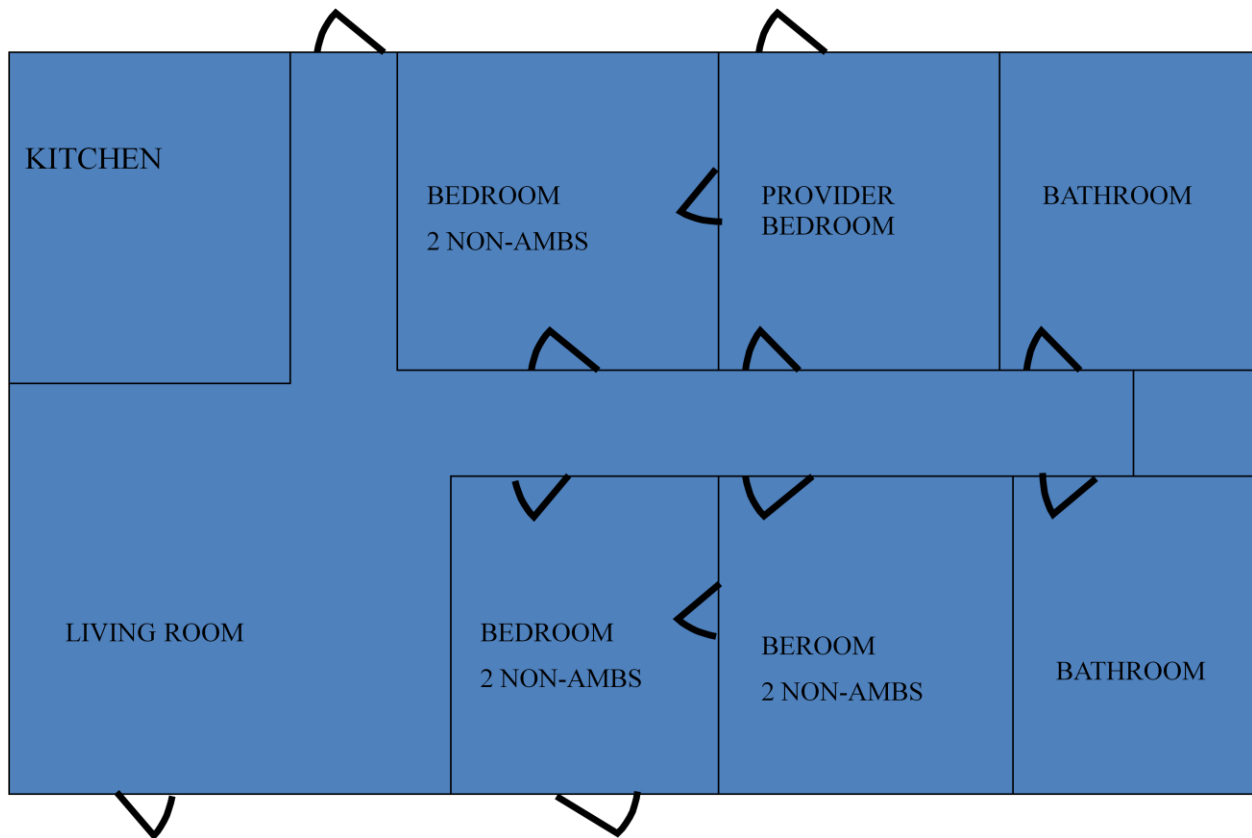 KITCHEN
BEDROOM
2 NON-AMBS
PROVIDER
BEDROOM
BATHROOM
LIVING ROOM
BEDROOM
2 NON-AMBS
BEROOM
2 NON-AMBS
BATHROOM